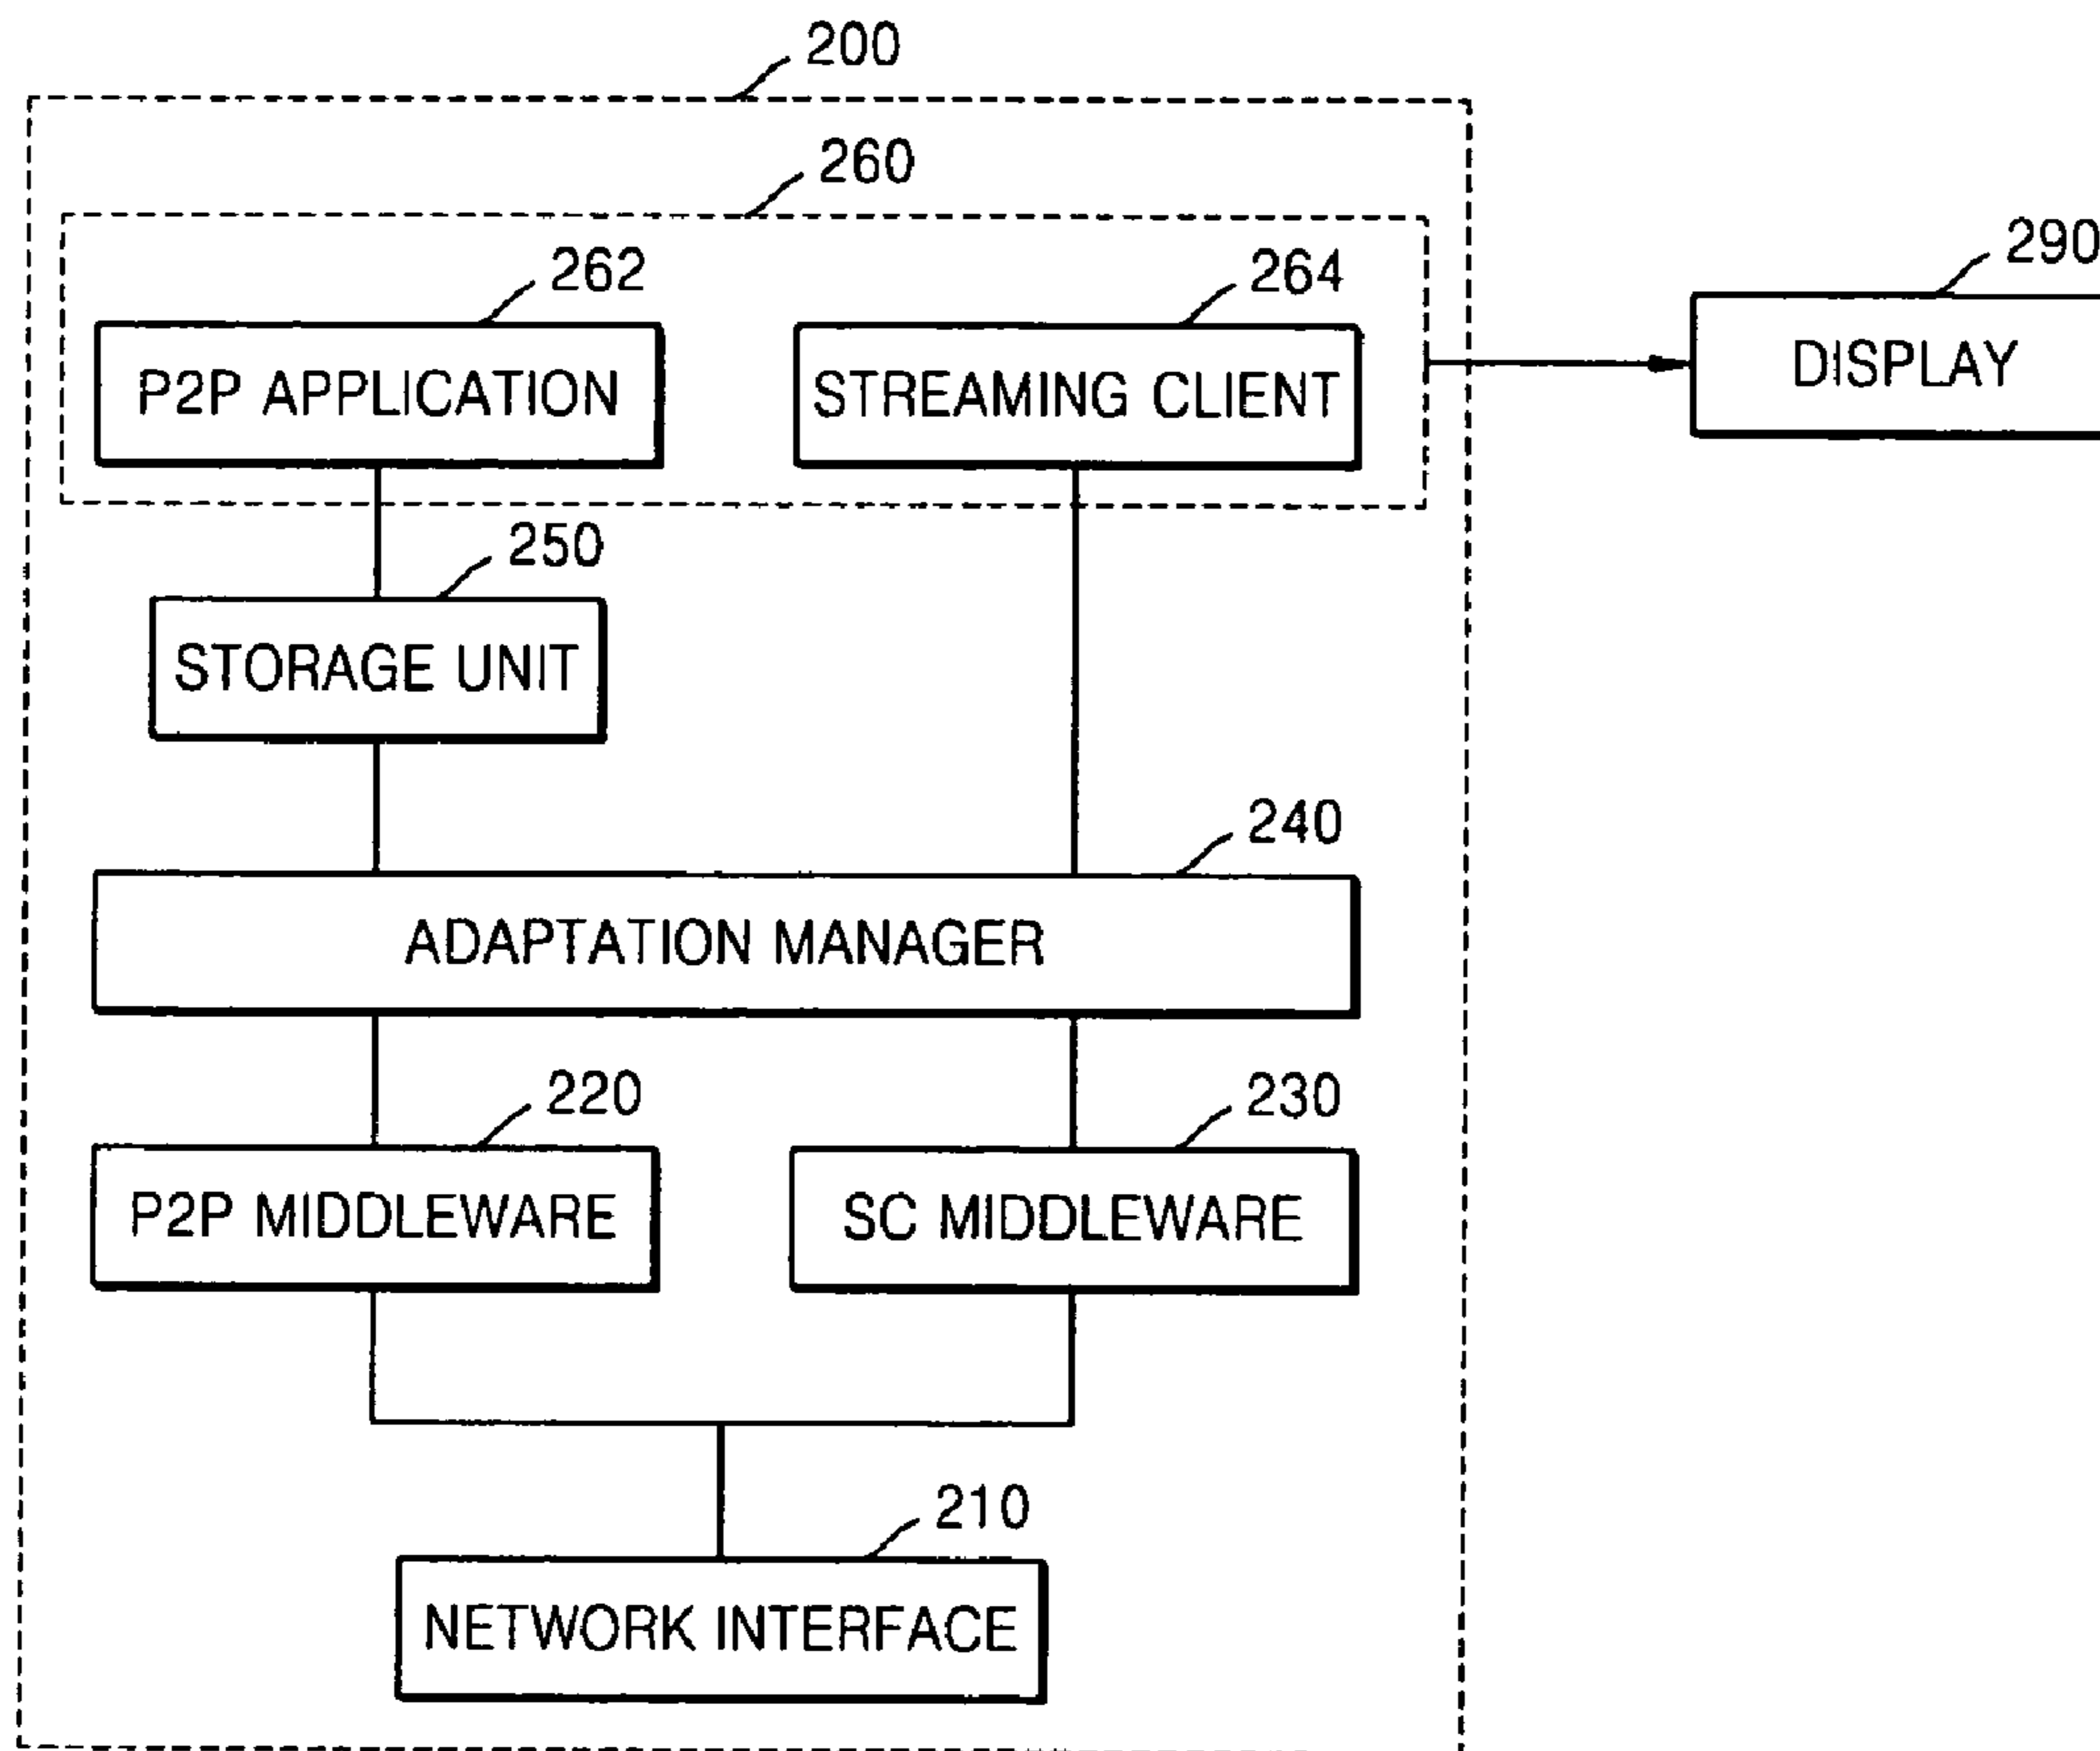 200
260
262
264
290
P2P APPLICATION
STREAMING CLIENT
DISPLAY
250
STORAGE UNIT
240
ADAPTATION MANAGER
220
230
P2P MIDDLEWARE
SC MIDDLEWARE
210
NETWORK INTERFACE